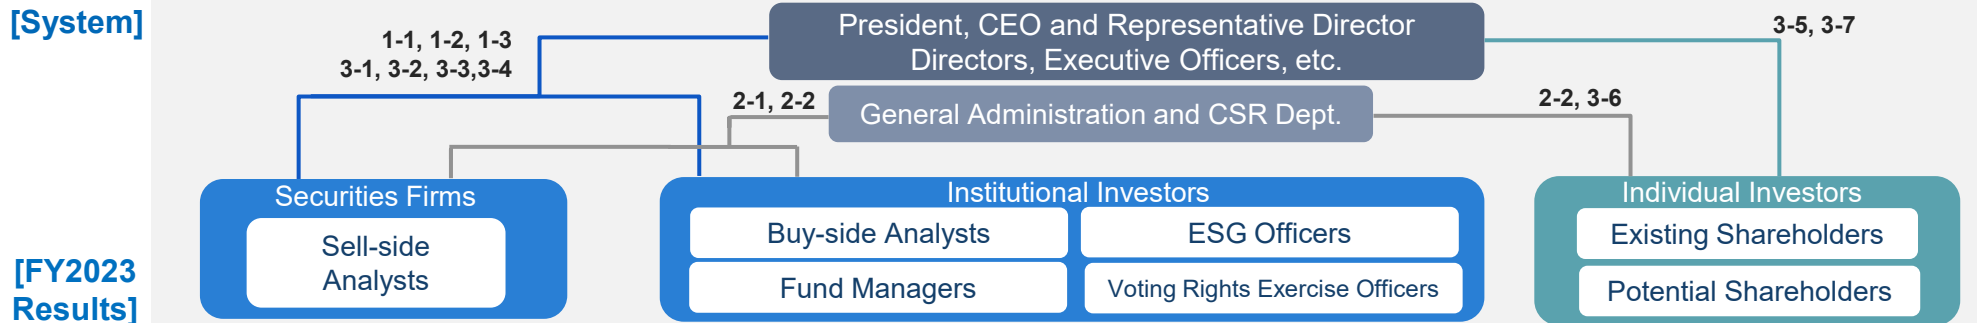 [System]
1-1, 1-2, 1-3
3-1, 3-2, 3-3,3-4
President, CEO and Representative Director
Directors, Executive Officers, etc.
3-5, 3-7
2-1, 2-2
General Administration and CSR Dept.
2-2, 3-6
Securities Firms
Sell-side
Analysts
Institutional Investors
Buy-side Analysts
ESG Officers
Fund Managers
Voting Rights Exercise Officers
Individual Investors
Existing Shareholders
Potential Shareholders
[FY2023
Results]